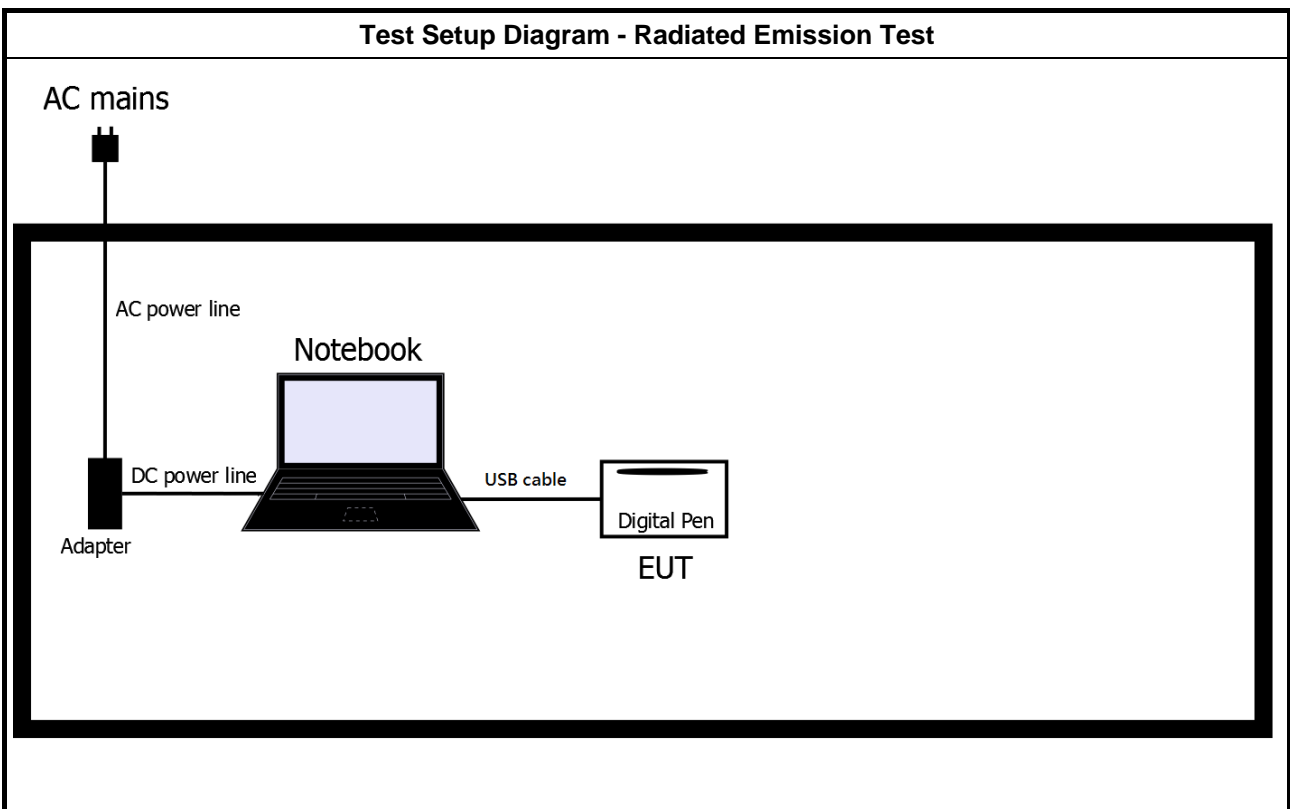 Test Setup Diagram - Radiated Emission Test
AC mains
AC power line
Notebook
DC power line
USB cable
Digital Pen
Adapter
EUT